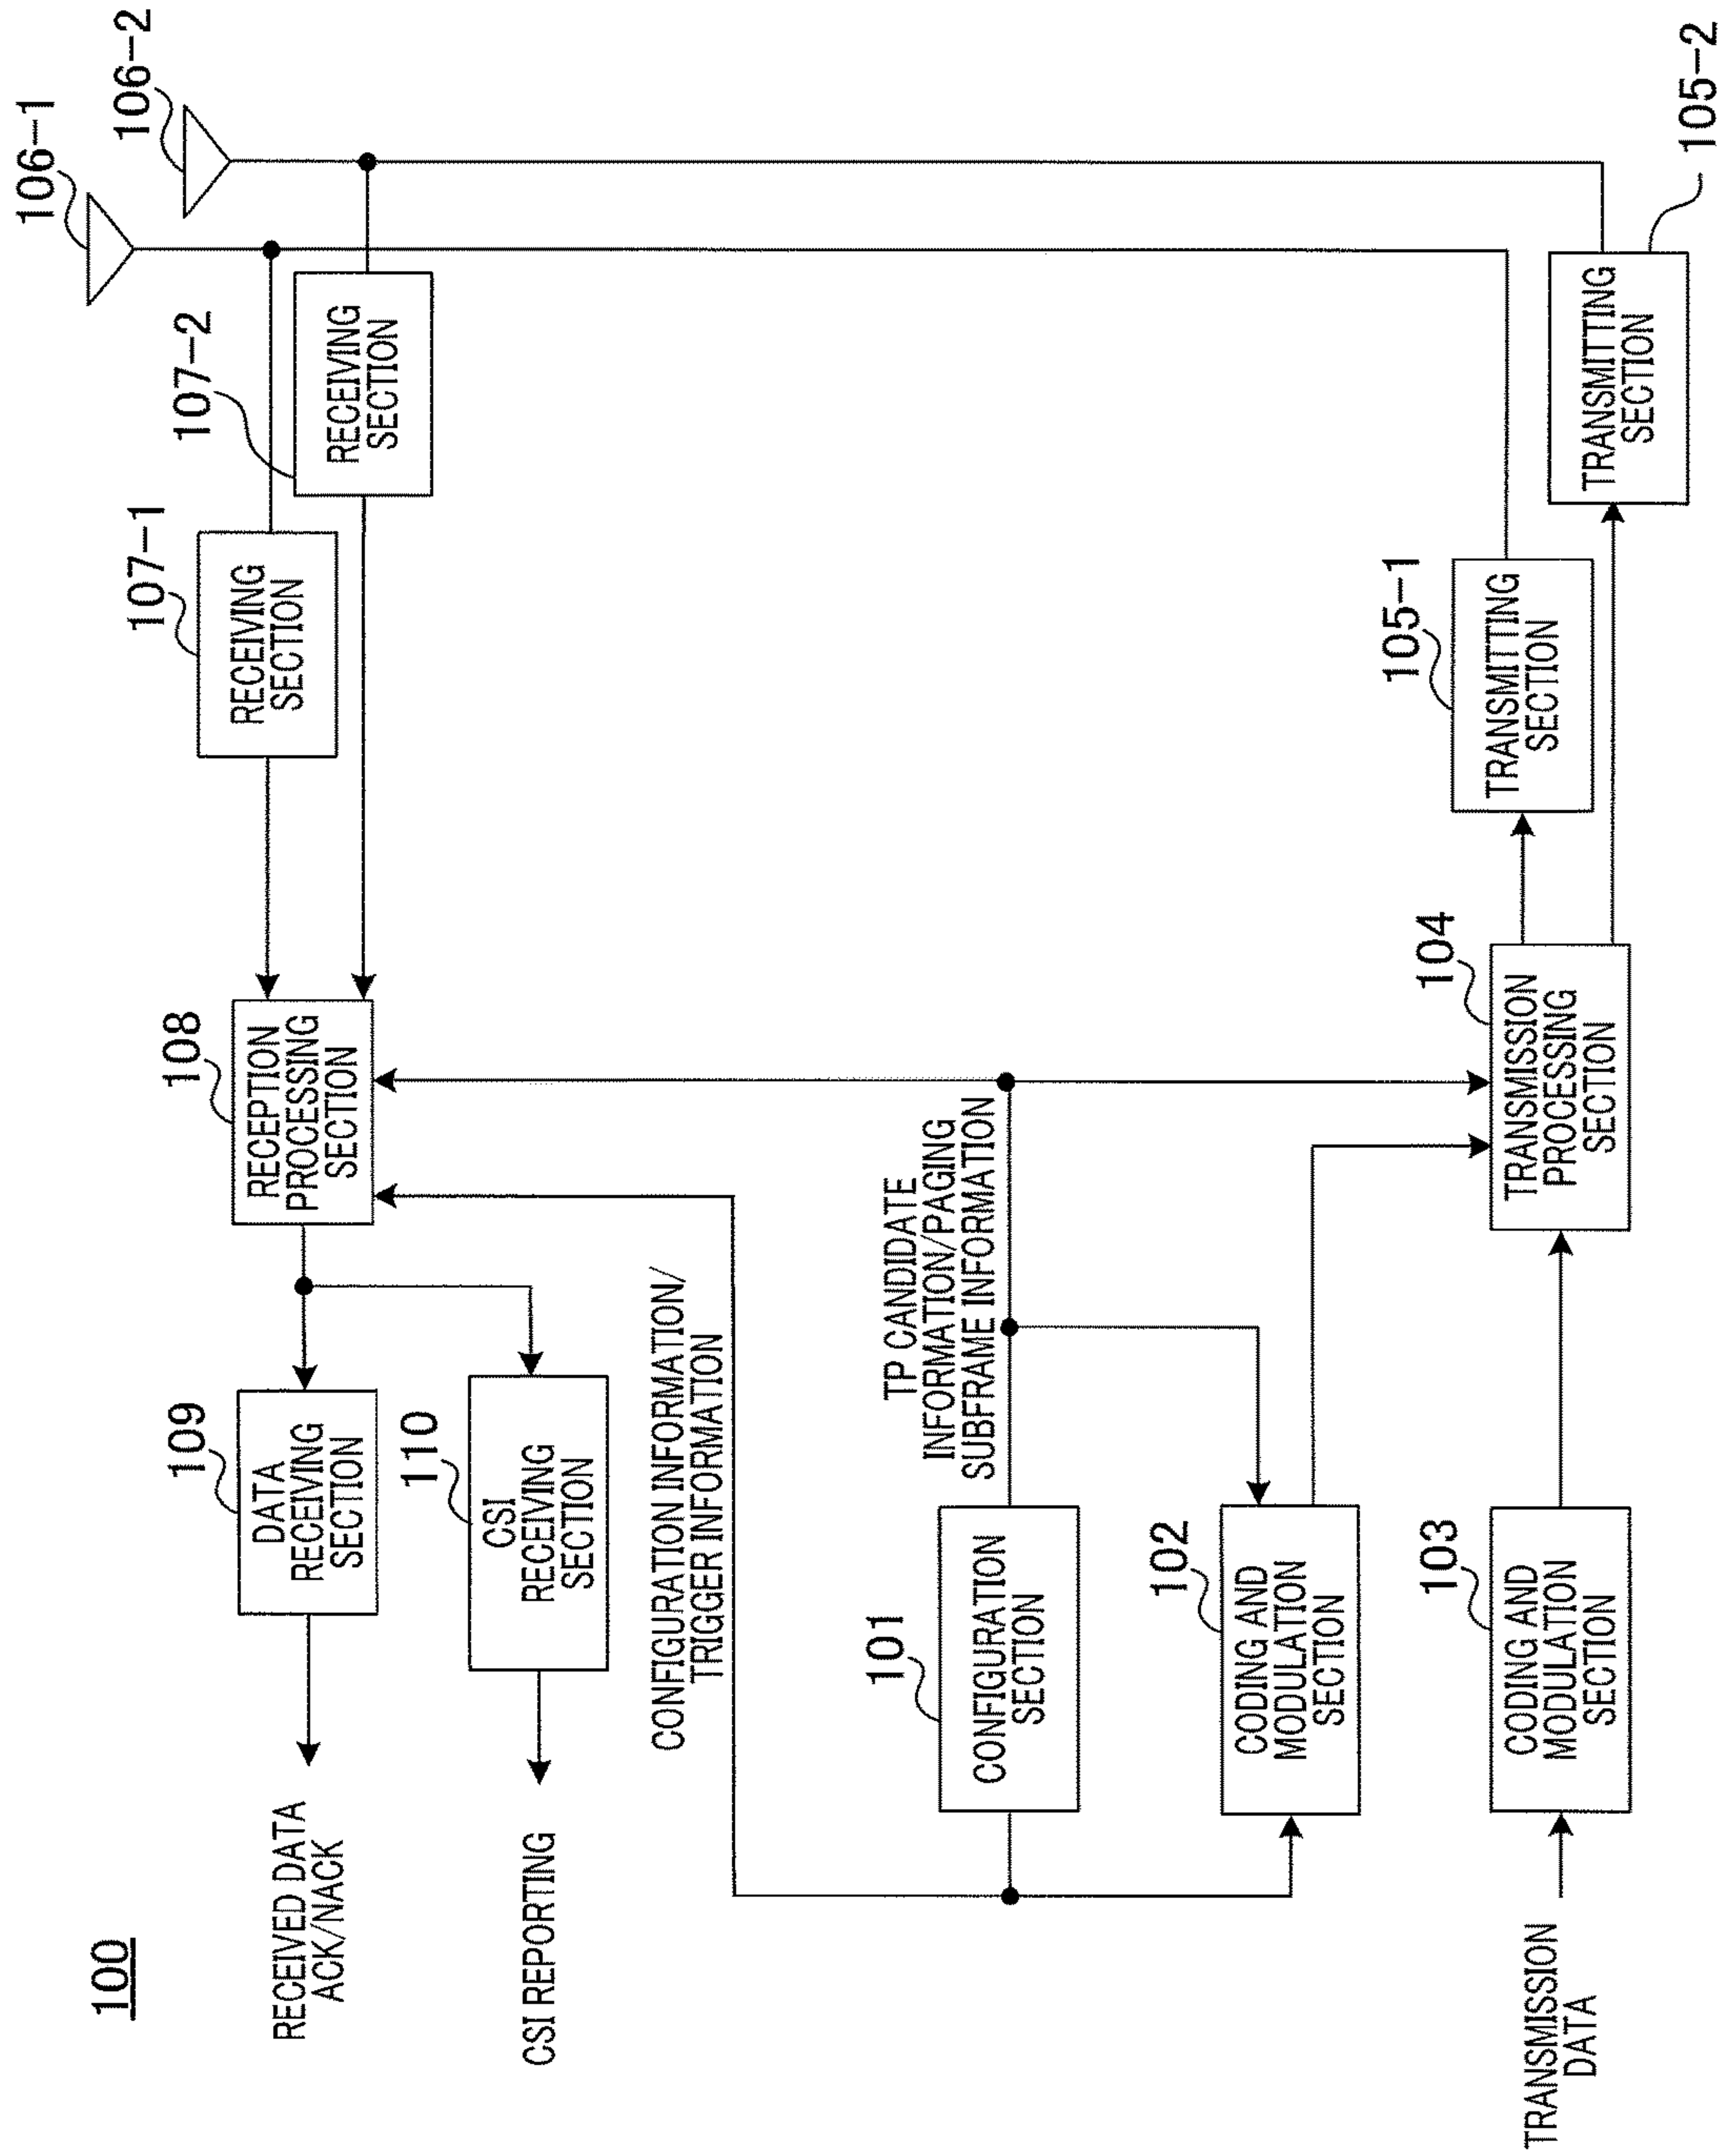 100
RECEIVED DATA
ACK/NACK
109
DATA
RECEIVING
SECTION
108
RECEPTION
PROCESSING
SECTION
107-1
RECEIVING
SECTION
107-2
RECEIVING
SECTION
106-1
106-2
CSI REPORTING
110
CSI
RECEIVING
SECTION
CONFIGURATION INFORMATION/
TRIGGER INFORMATION
101
CONFIGURATION
SECTION
TP CANDIDATE
INFORMATION/PAGING
SUBFRAME INFORMATION
102
CODING AND
MODULATION
SECTION
TRANSMISSION
DATA
103
CODING AND
MODULATION
SECTION
104
TRANSMISSION
PROCESSING
SECTION
105-1
TRANSMITTING
SECTION
TRANSMITTING
SECTION
105-2